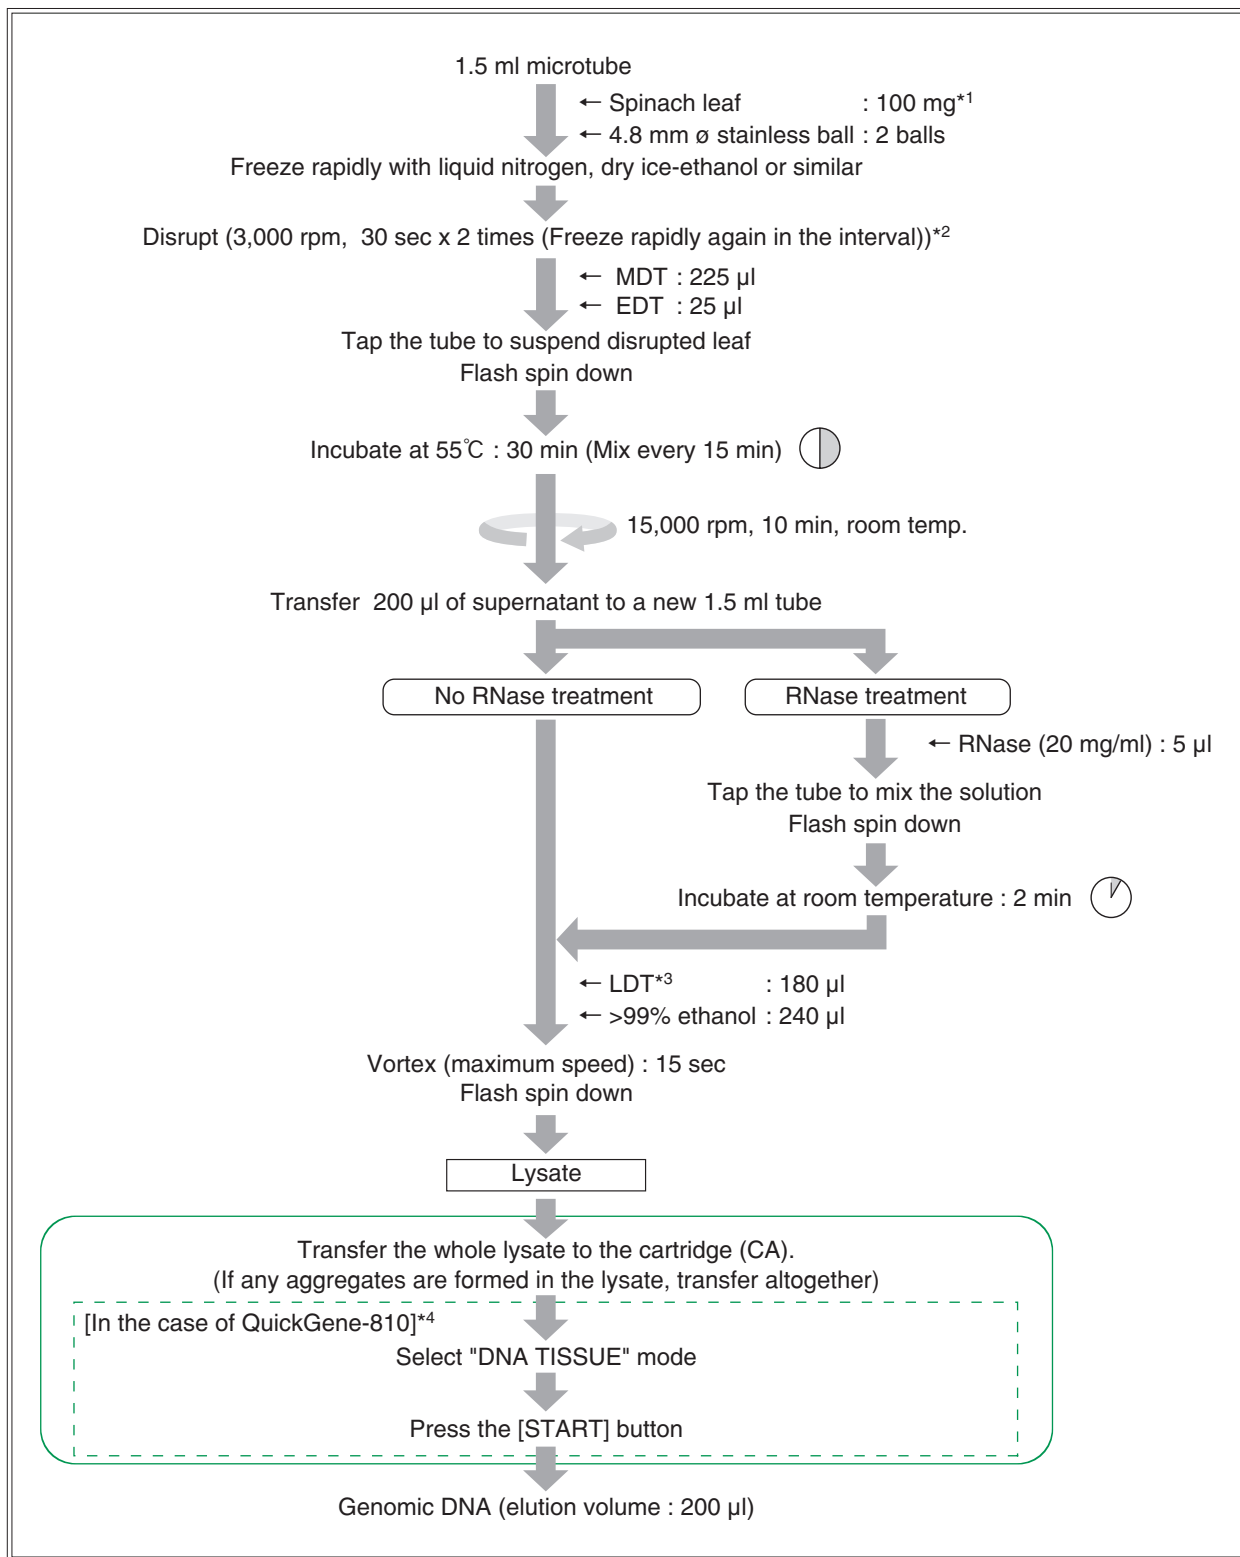 1.5 ml microtube
← Spinach leaf : 100 mg*1
← 4.8 mm ø stainless ball : 2 balls
Freeze rapidly with liquid nitrogen, dry ice-ethanol or similar
Disrupt (3,000 rpm, 30 sec x 2 times (Freeze rapidly again in the interval))*2
← MDT : 225 µl
← EDT : 25 µl
Tap the tube to suspend disrupted leaf
Flash spin down
Incubate at 55℃ : 30 min (Mix every 15 min)
15,000 rpm, 10 min, room temp.
Transfer 200 µl of supernatant to a new 1.5 ml tube
No RNase treatment
RNase treatment
← RNase (20 mg/ml) : 5 µl
Tap the tube to mix the solution
Flash spin down
Incubate at room temperature : 2 min
← LDT*3 : 180 µl
← >99% ethanol : 240 µl
Vortex (maximum speed) : 15 sec
Flash spin down
Lysate
Transfer the whole lysate to the cartridge (CA).
(If any aggregates are formed in the lysate, transfer altogether)
[In the case of QuickGene-810]*4
Select "DNA TISSUE" mode
Press the [START] button
Genomic DNA (elution volume : 200 µl)